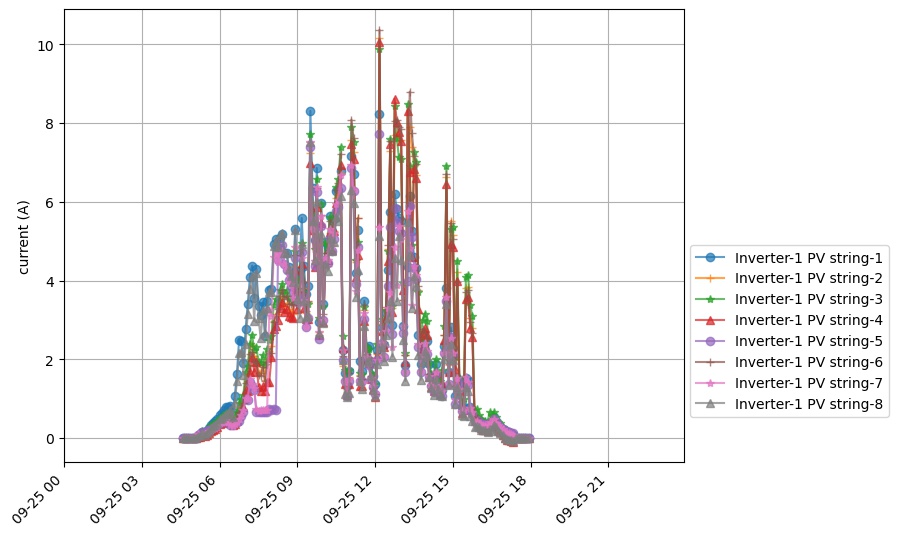 10
8
6
4
2
0
current (A)
09-25 00
09-25 03
09-25 06
09-25 09
09-25 12
09-25 15
09-25 18
09-25 21
Inverter-1 PV string-1
Inverter-1 PV string-2
Inverter-1 PV string-3
Inverter-1 PV string-4
Inverter-1 PV string-5
Inverter-1 PV string-6
Inverter-1 PV string-7
Inverter-1 PV string-8